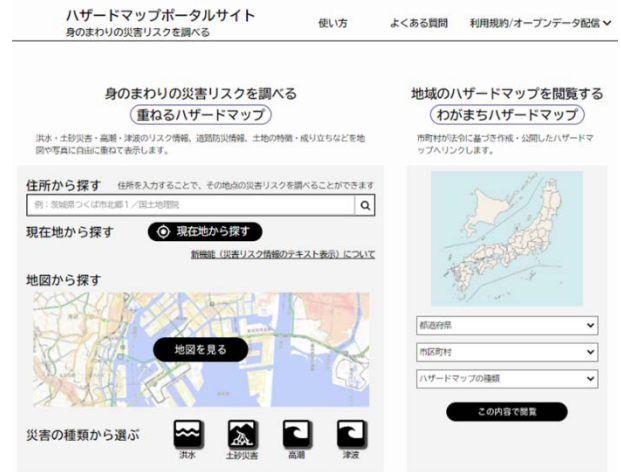 ハザードマップポータルサイト
身のまわりの災害リスクを調べる
使い方
よくある質問
利用規約/オープンデータ配信
身のまわりの災害リスクを調べる
重ねるハザードマップ
洪水・土砂災害・高潮・津波のリスク情報、道路防災情報、土地の特徴・成り立ちなどを地
図や写真に自由に重ねて表示します。
住所から探す 住所を入力することで、その地点の災害リスクを調べることができます
例：茨城県つくば市北郷1／国土地理院
現在地から探す 現在地から探す
新機能（災害リスク情報のテキスト表示）について
地図から探す
地図を見る
災害の種類から選ぶ
洪水 土砂災害 高潮 津波
地域のハザードマップを閲覧する
わがまちハザードマップ
市町村が法令に基づき作成・公開したハザードマ
ップへリンクします。
都道府県
市区町村
ハザードマップの種類
この内容で閲覧